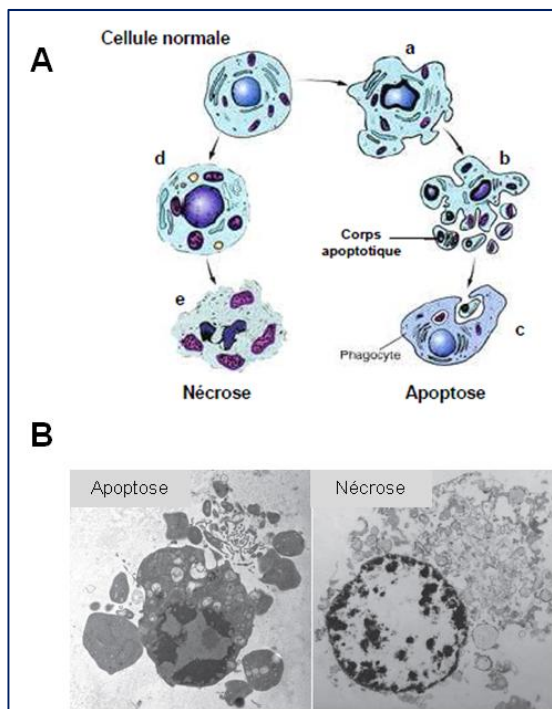 A
Cellule normale
a
d
b
Corps
apoptotique
e
c
Phagocyte
Nécrose
Apoptose
B
Apoptose
Nécrose